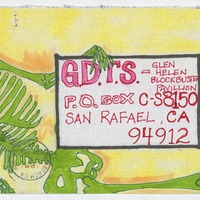 G.D.T.S. - GLEN
HELEN
BLOCKBUSTER
PAVILLION
P.O. BOX C-S8150
SAN RAFAEL, CA
94912